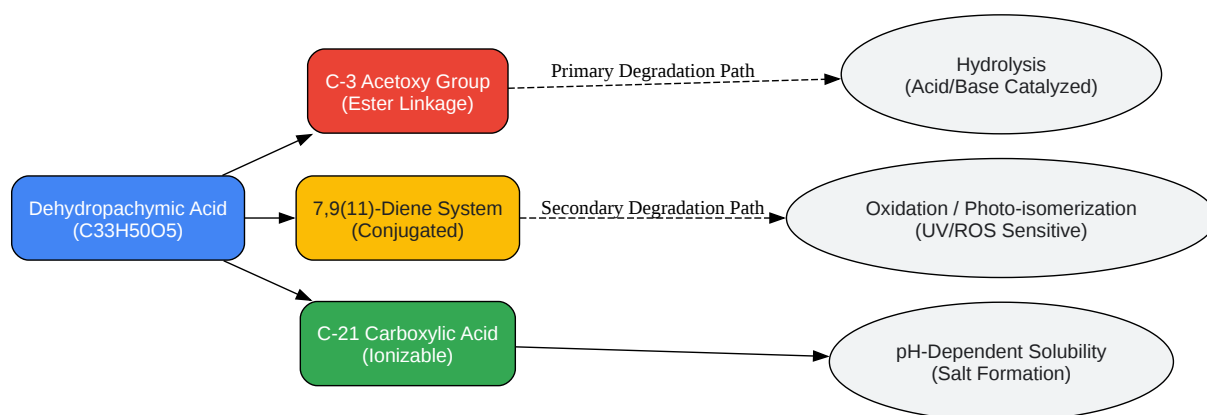 Dehydropachymic Acid
(C33H50O5)
C-3 Acetoxy Group
(Ester Linkage)
Primary Degradation Path
Hydrolysis
(Acid/Base Catalyzed)
7,9(11)-Diene System
(Conjugated)
Secondary Degradation Path
Oxidation / Photo-isomerization
(UV/ROS Sensitive)
C-21 Carboxylic Acid
(Ionizable)
pH-Dependent Solubility
(Salt Formation)